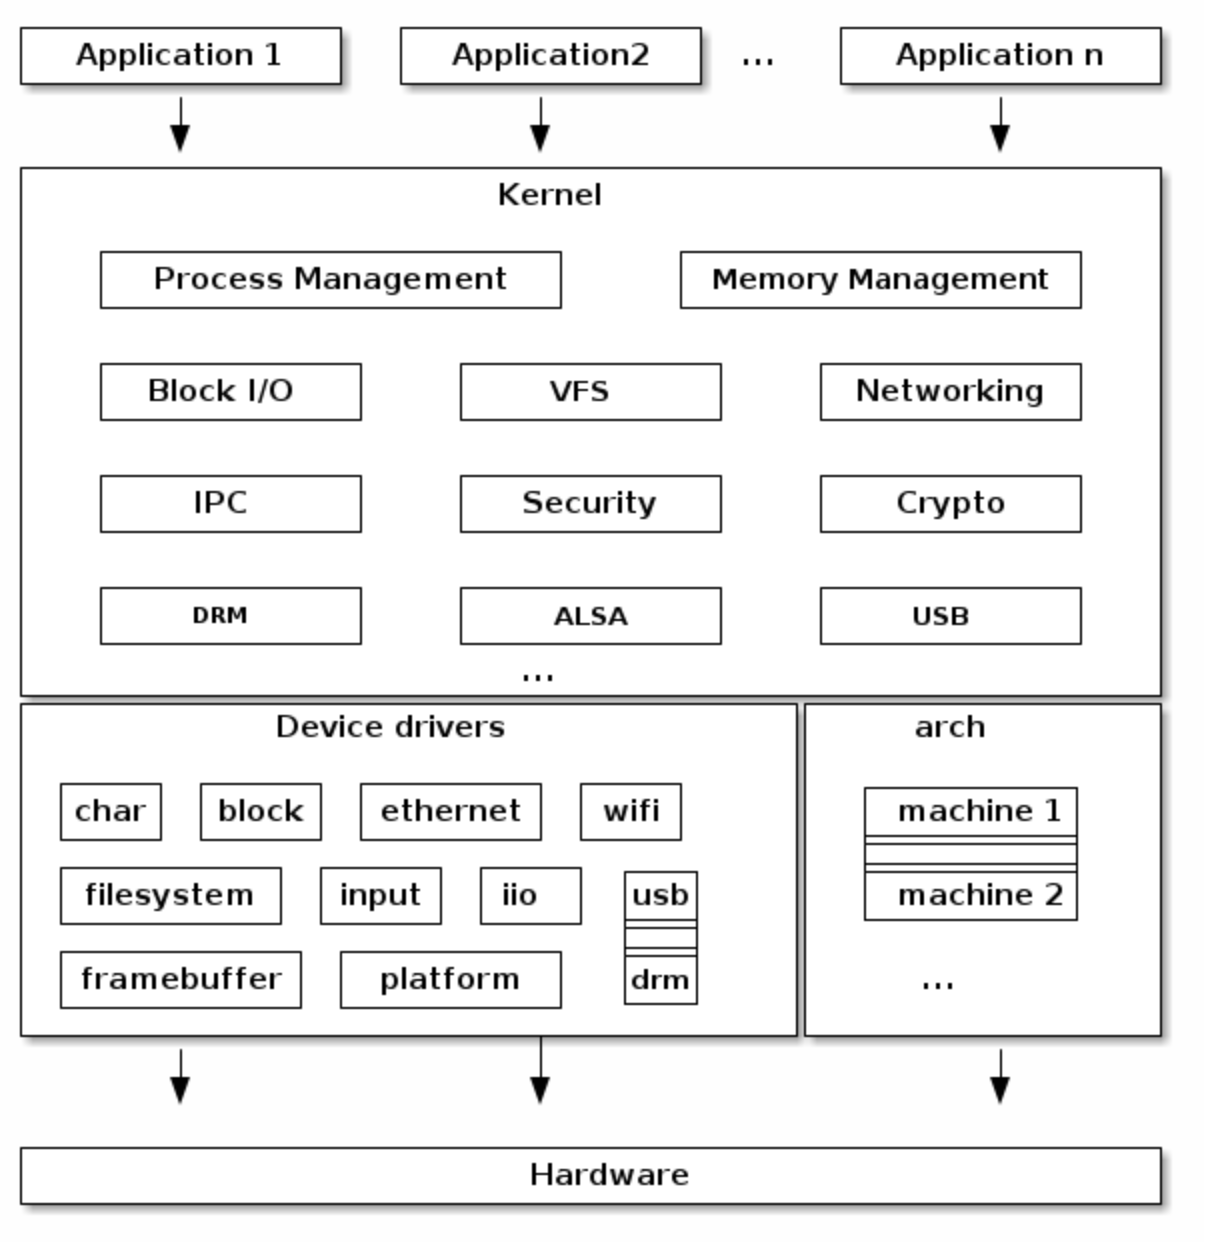 Application 1
Application2
...
Application n
Kernel
Process Management
Memory Management
Block I/O
VFS
Networking
IPC
Security
Crypto
DRM
ALSA
USB
...
Device drivers
char
block
ethernet
wifi
filesystem
input
iio
usb
framebuffer
platform
drm
arch
machine 1
machine 2
...
Hardware